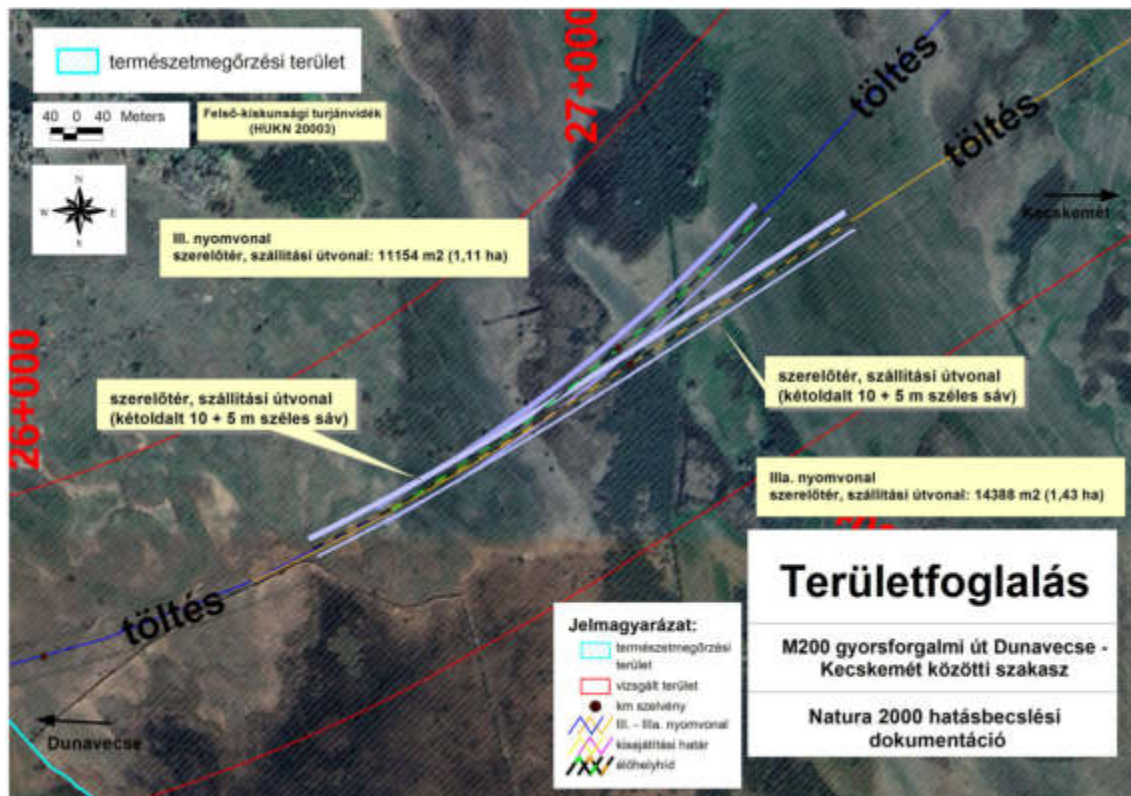 természetmegőrzési terület
40 0 40 Meters
Felső-kiskunsági turjánvidék
(HUKN 20003)
N
W E
S
27+000
töltés
töltés
Kecskemét
III. nyomvonal
szerelőtér, szállítási útvonal: 11154 m2 (1,11 ha)
26+000
szerelőtér, szállítási útvonal
(kétoldalt 10 + 5 m széles sáv)
szerelőtér, szállítási útvonal
(kétoldalt 10 + 5 m széles sáv)
IIIa. nyomvonal
szerelőtér, szállítási útvonal: 14388 m2 (1,43 ha)
töltés
Dunavecse
Jelmagyarázat:
természetmegőrzési
terület
vizsgált terület
km szelvény
III. - IIIa. nyomvonal
kisajátítási határ
élőhelyhíd
Területfoglalás
M200 gyorsforgalmi út Dunavecse -
Kecskemét közötti szakasz
Natura 2000 hatásbecslési
dokumentáció